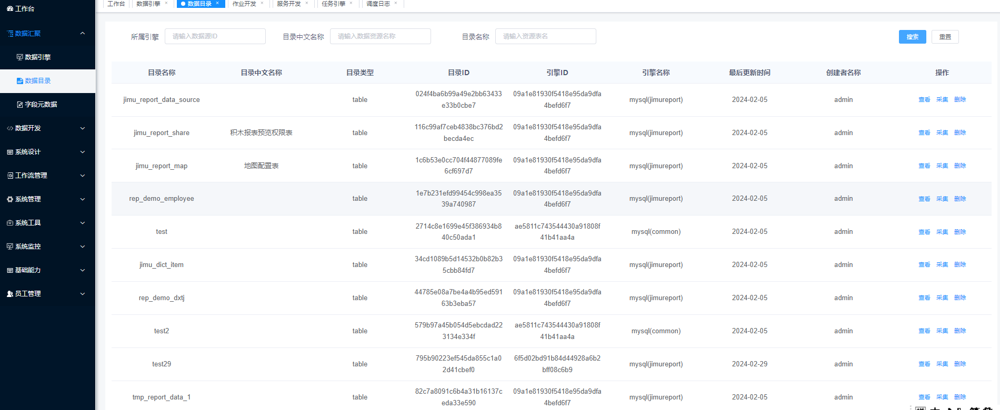 工作台
数据汇聚
数据引擎
数据目录
字段元数据
数据开发
系统设计
工作流管理
系统管理
系统工具
系统监控
基础能力
员工管理
工作台 数据引擎 × 数据目录 × 作业开发 × 服务开发 × 任务引擎 × 调度日志 ×
所属引擎 请输入数据源ID 目录中文名称 请输入数据资源名称 目录名称 请输入资源表名 搜索 重置
目录名称 目录中文名称 目录类型 目录ID 引擎ID 引擎名称 最后更新时间 创建者名称 操作
jimu_report_data_source table 024f4ba6b99a49e2bb63433e33b0cbe7 09a1e81930f5418e95da9dfa4befd6f7 mysql(jimureport) 2024-02-05 admin 查看 采集 删除
jimu_report_share 积木报表预览权限表 table 116c99af7ceb4838bc376bd2becda4ec 09a1e81930f5418e95da9dfa4befd6f7 mysql(jimureport) 2024-02-05 admin 查看 采集 删除
jimu_report_map 地图配置表 table 1c6b53e0cc704f44877089fe6cf697d7 09a1e81930f5418e95da9dfa4befd6f7 mysql(jimureport) 2024-02-05 admin 查看 采集 删除
rep_demo_employee table 1e7b231efd99454c998ea3539a740987 09a1e81930f5418e95da9dfa4befd6f7 mysql(jimureport) 2024-02-05 admin 查看 采集 删除
test table 2714c8e1699e45f386934b840c50ada1 ae5811c743544430a91808f41b41aa4a mysql(common) 2024-02-05 admin 查看 采集 删除
jimu_dict_item table 34cd1089b5d14532b0b82b35cbb84fd7 09a1e81930f5418e95da9dfa4befd6f7 mysql(jimureport) 2024-02-05 admin 查看 采集 删除
rep_demo_dxtj table 44785e08a7be4a4b95ed59163b3eba57 09a1e81930f5418e95da9dfa4befd6f7 mysql(jimureport) 2024-02-05 admin 查看 采集 删除
test2 table 579b97a45b054d5ebcdad223134e334f ae5811c743544430a91808f41b41aa4a mysql(common) 2024-02-05 admin 查看 采集 删除
test29 table 795b90223ef545da855c1a02d41cbef0 6f5d02bd91b84d44928a6b2bff08c6b9 mysql(jimureport) 2024-02-29 admin 查看 采集 删除
tmp_report_data_1 table 82c7a8091c6b4a31b16137ceda33e590 09a1e81930f5418e95da9dfa4befd6f7 mysql(jimureport) 2024-02-05 admin 查看 采集 删除